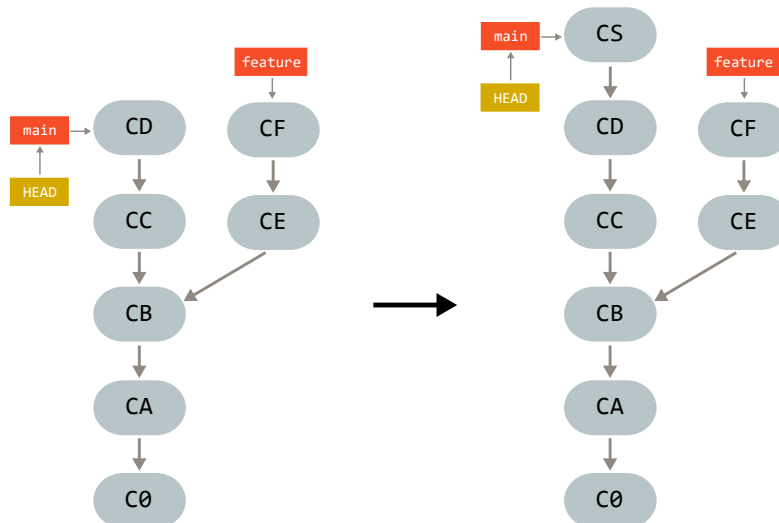 CD
feature
CF
main
HEAD
CC
CE
CB
CA
C0
CS
main
feature
HEAD
CD
CF
CC
CE
CB
CA
C0